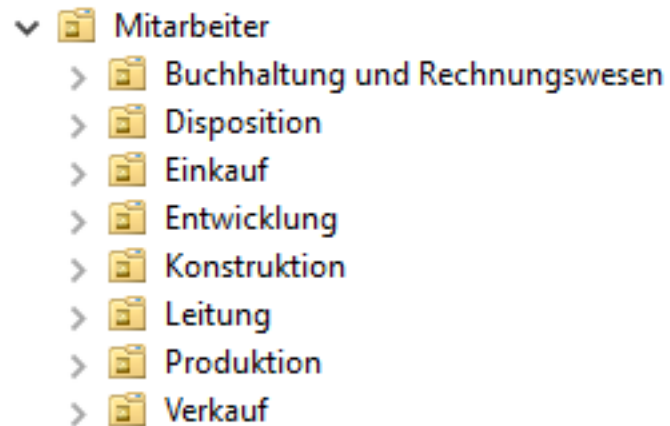 Mitarbeiter
Buchhaltung und Rechnungswesen
Disposition
Einkauf
Entwicklung
Konstruktion
Leitung
Produktion
Verkauf